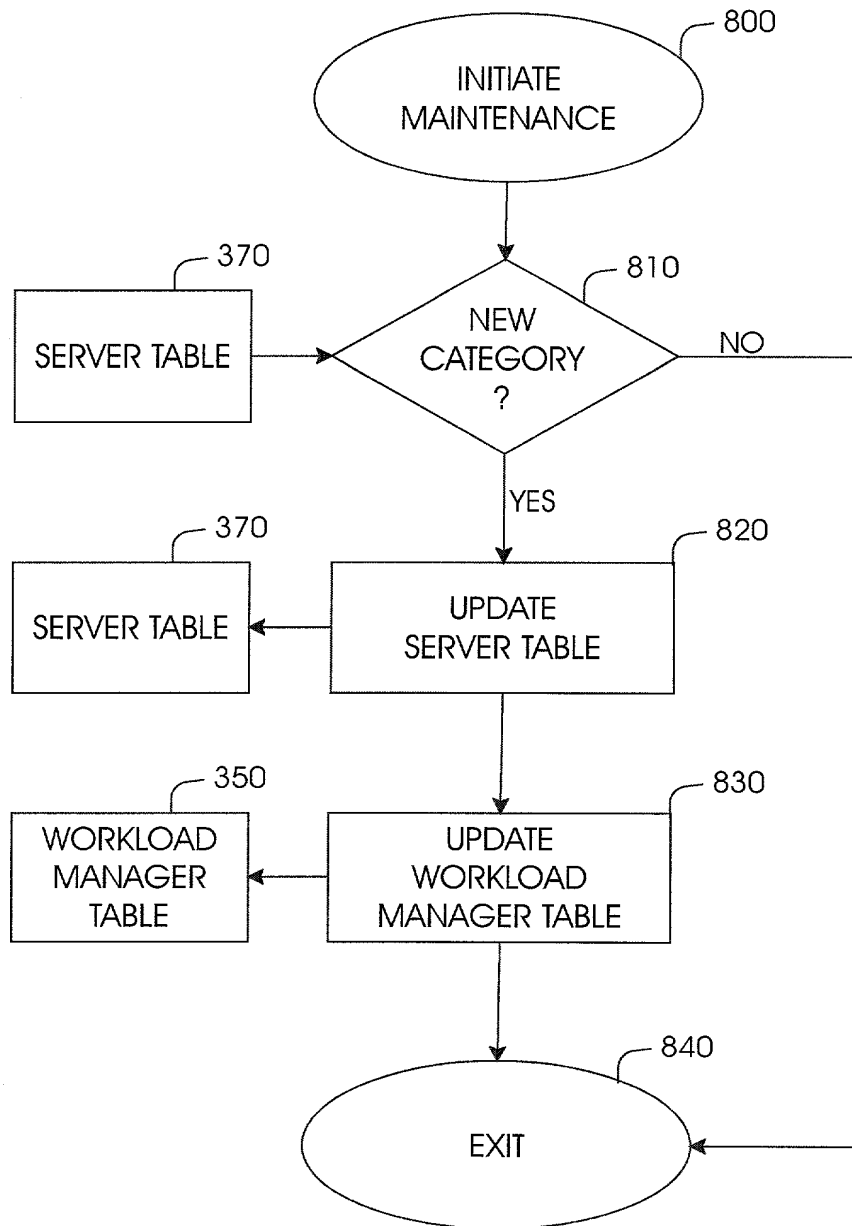 800
INITIATE
MAINTENANCE
370
810
SERVER TABLE
NEW
CATEGORY
?
NO
YES
370
820
SERVER TABLE
UPDATE
SERVER TABLE
350
830
WORKLOAD
MANAGER
TABLE
UPDATE
WORKLOAD
MANAGER TABLE
840
EXIT